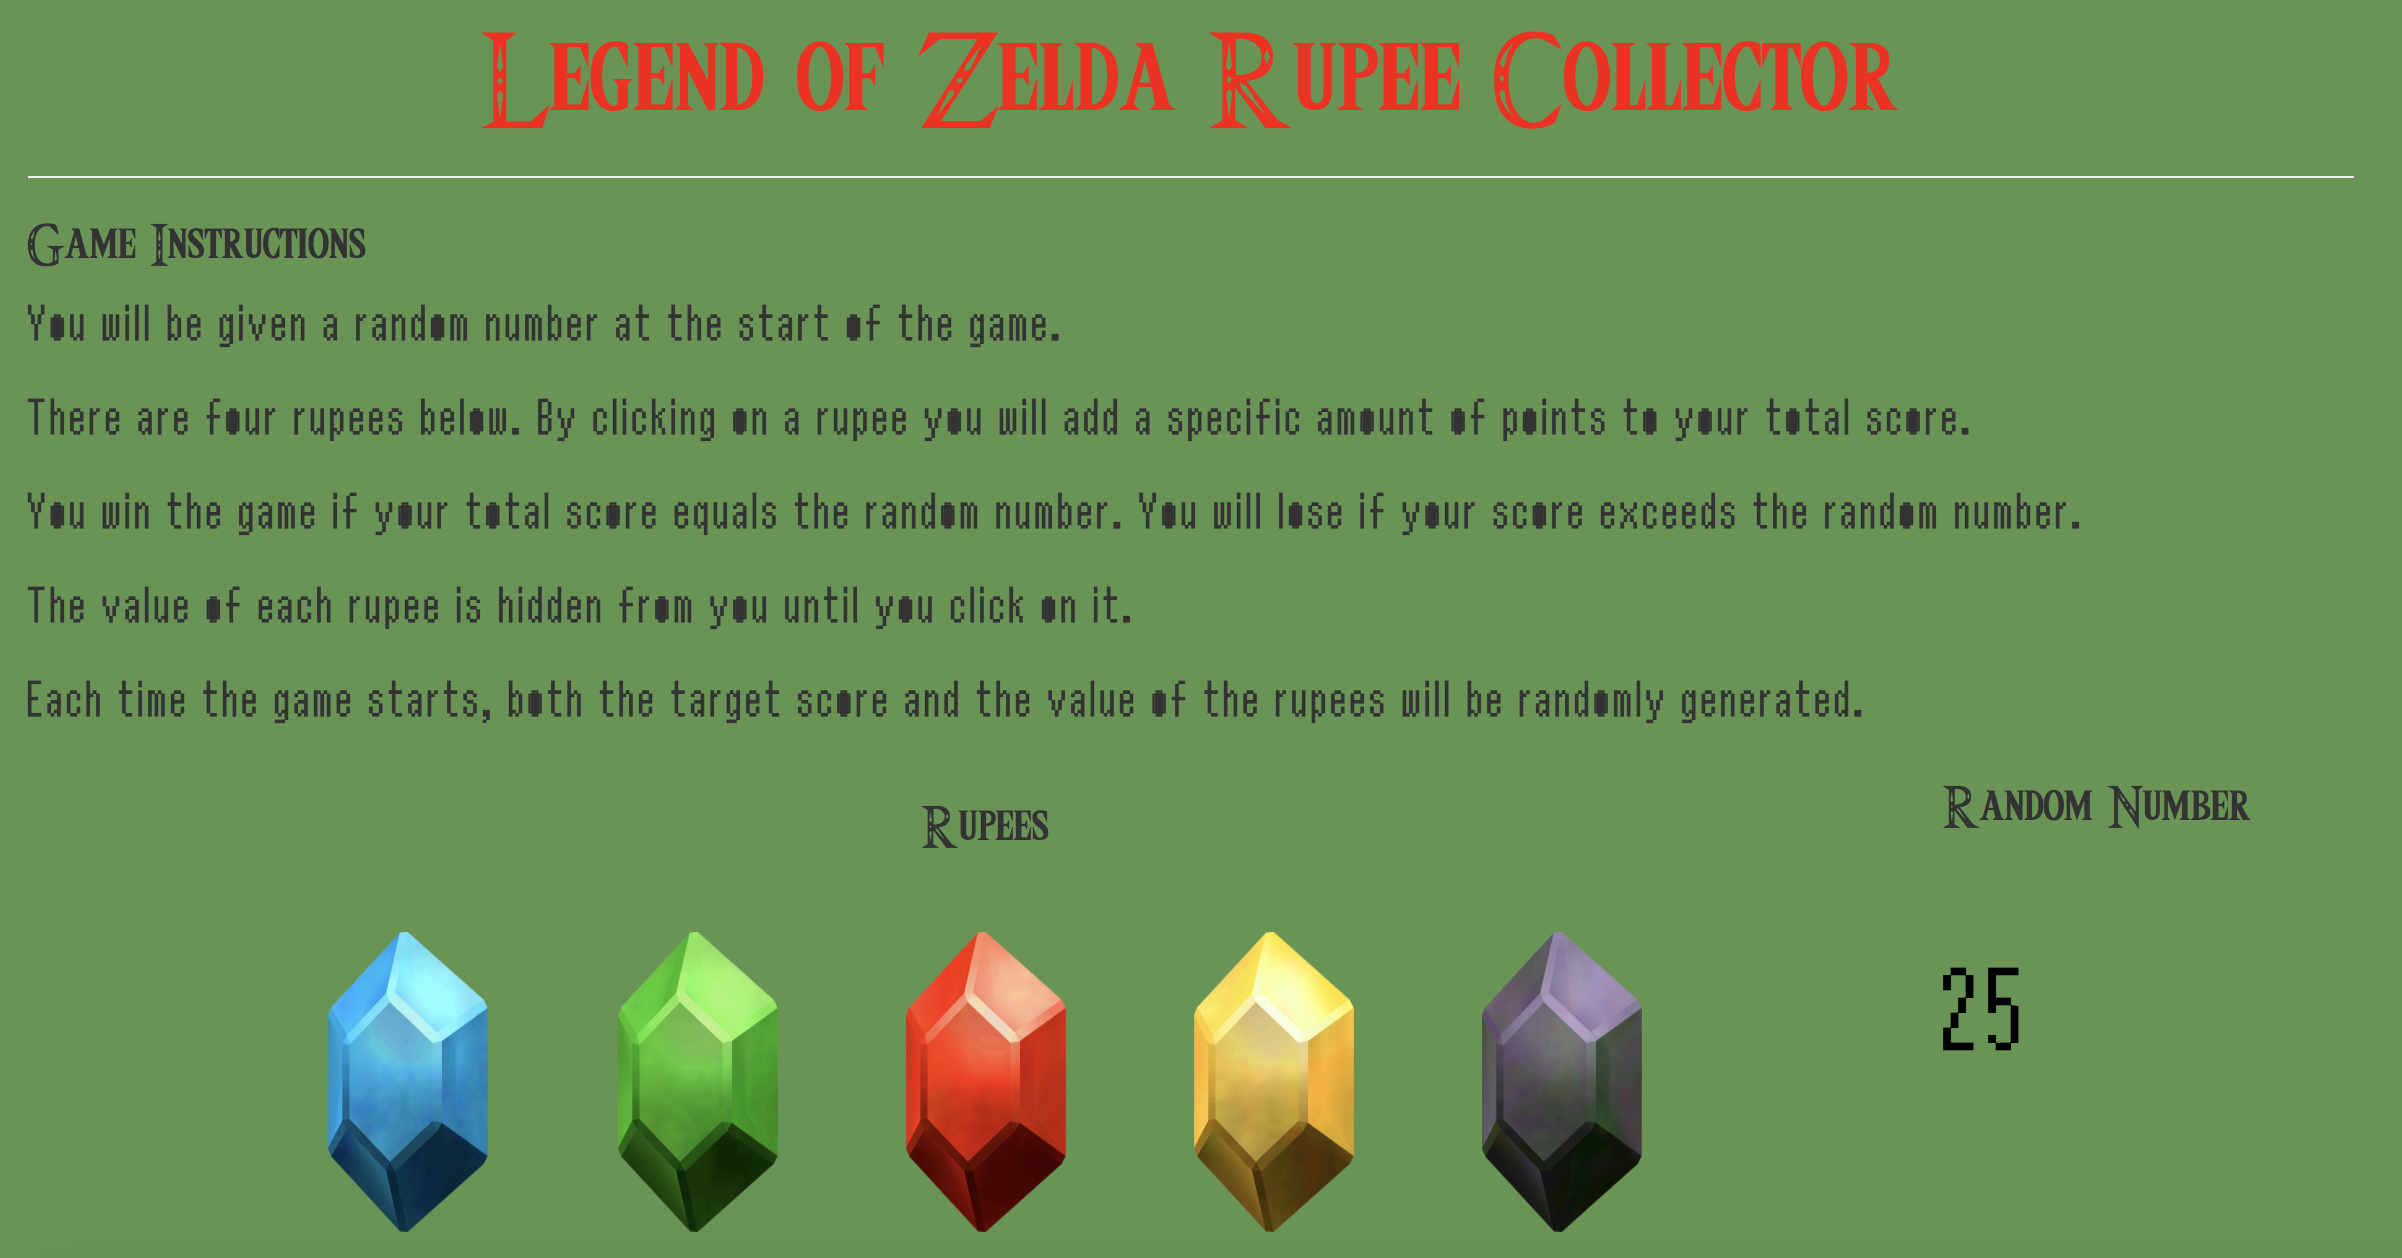 Legend of Zelda Rupee Collector
Game Instructions
You will be given a random number at the start of the game.
There are four rupees below. By clicking on a rupee you will add a specific amount of points to your total score.
You win the game if your total score equals the random number. You will lose if your score exceeds the random number.
The value of each rupee is hidden from you until you click on it.
Each time the game starts, both the target score and the value of the rupees will be randomly generated.
Rupees
Random Number
25